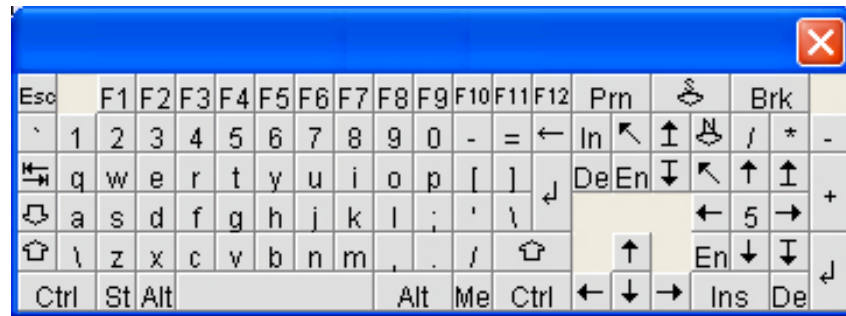 Esc F1 F2 F3 F4 F5 F6 F7 F8 F9 F10 F11 F12 Prn S Brk
` 1 2 3 4 5 6 7 8 9 0 - = ← In ↖ ↥ N / * -
↹ q w e r t y u i o p [ ] ↵ De En ↧ ↖ ↑ ↥ +
⇩ a s d f g h j k l ; ' \ ← 5 →
⇧ \ z x c v b n m , . / ⇧ ↑ En ↓ ↧ ↵
Ctrl St Alt Alt Me Ctrl ← ↓ → Ins De